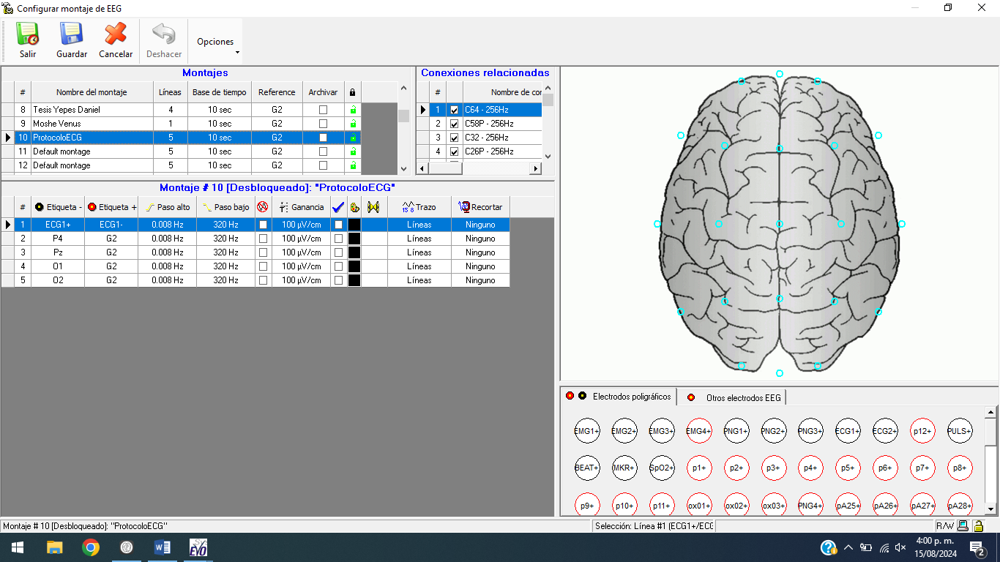 Configurar montaje de EEG
Salir Guardar Cancelar Deshacer Opciones
Montajes
# Nombre del montaje Líneas Base de tiempo Reference Archivar
8 Tesis Yepes Daniel 4 10 sec G2
9 Moshe Venus 1 10 sec G2
10 ProtocoloECG 5 10 sec G2
11 Default montage 5 10 sec G2
12 Default montage 5 10 sec G2
Conexiones relacionadas
# Nombre de cor
1 C64 - 256Hz
2 C58P - 256Hz
3 C32 - 256Hz
4 C26P - 256Hz
Montaje # 10 [Desbloqueado]: "ProtocoloECG"
# Etiqueta - Etiqueta + Paso alto Paso bajo Ganancia Trazo Recortar
1 ECG1+ ECG1- 0.008 Hz 320 Hz 100 µV/cm Líneas Ninguno
2 P4 G2 0.008 Hz 320 Hz 100 µV/cm Líneas Ninguno
3 Pz G2 0.008 Hz 320 Hz 100 µV/cm Líneas Ninguno
4 O1 G2 0.008 Hz 320 Hz 100 µV/cm Líneas Ninguno
5 O2 G2 0.008 Hz 320 Hz 100 µV/cm Líneas Ninguno
Electrodos poligráficos Otros electrodos EEG
EMG1+ EMG2+ EMG3+ EMG4+ PNG1+ PNG2+ PNG3+ ECG1+ ECG2+ p12+ PULS+
BEAT+ MKR+ SpO2+ p1+ p2+ p3+ p4+ p5+ p6+ p7+ p8+
p9+ p10+ p11+ ox01+ ox02+ ox03+ PNG4+ pA25+ pA26+ pA27+ pA28+
Montaje # 10 [Desbloqueado]: "ProtocoloECG" Selección: Línea #1 (ECG1+/ECG R/W
4:00 p. m.
15/08/2024
2